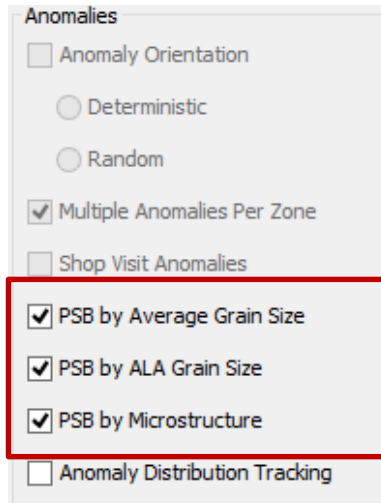 Anomalies
Anomaly Orientation
Deterministic
Random
Multiple Anomalies Per Zone
Shop Visit Anomalies
PSB by Average Grain Size
PSB by ALA Grain Size
PSB by Microstructure
Anomaly Distribution Tracking